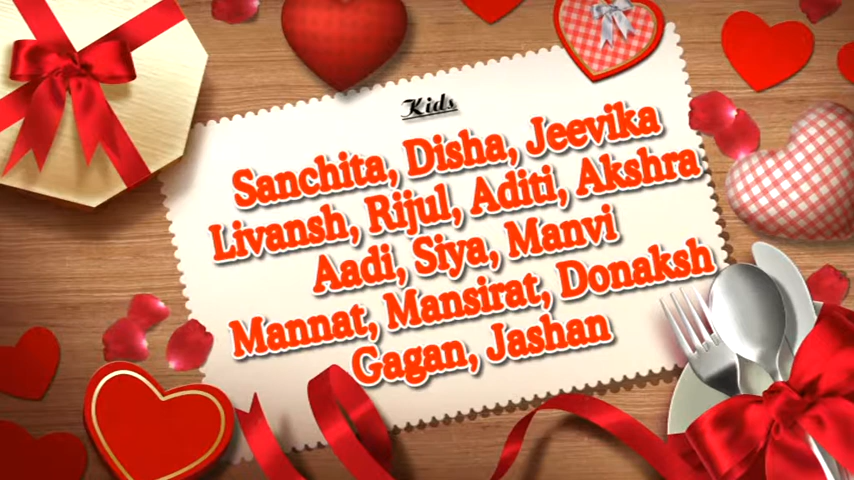 Kids
Sanchita, Disha, Jeevika
Livansh, Rijul, Aditi, Akshra
Aadi, Siya, Manvi
Mannat, Mansirat, Donaksh
Gagan, Jashan